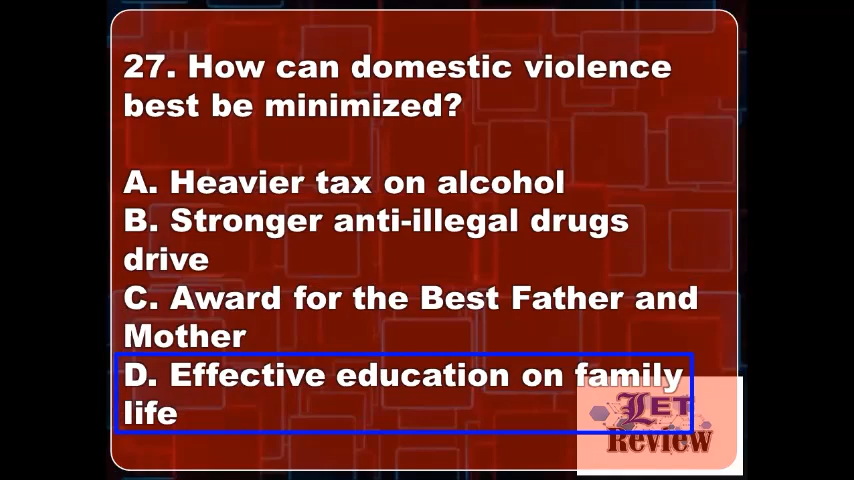 27. How can domestic violence
best be minimized?
A. Heavier tax on alcohol
B. Stronger anti-illegal drugs
drive
C. Award for the Best Father and
Mother
D. Effective education on family
life
LET
Review